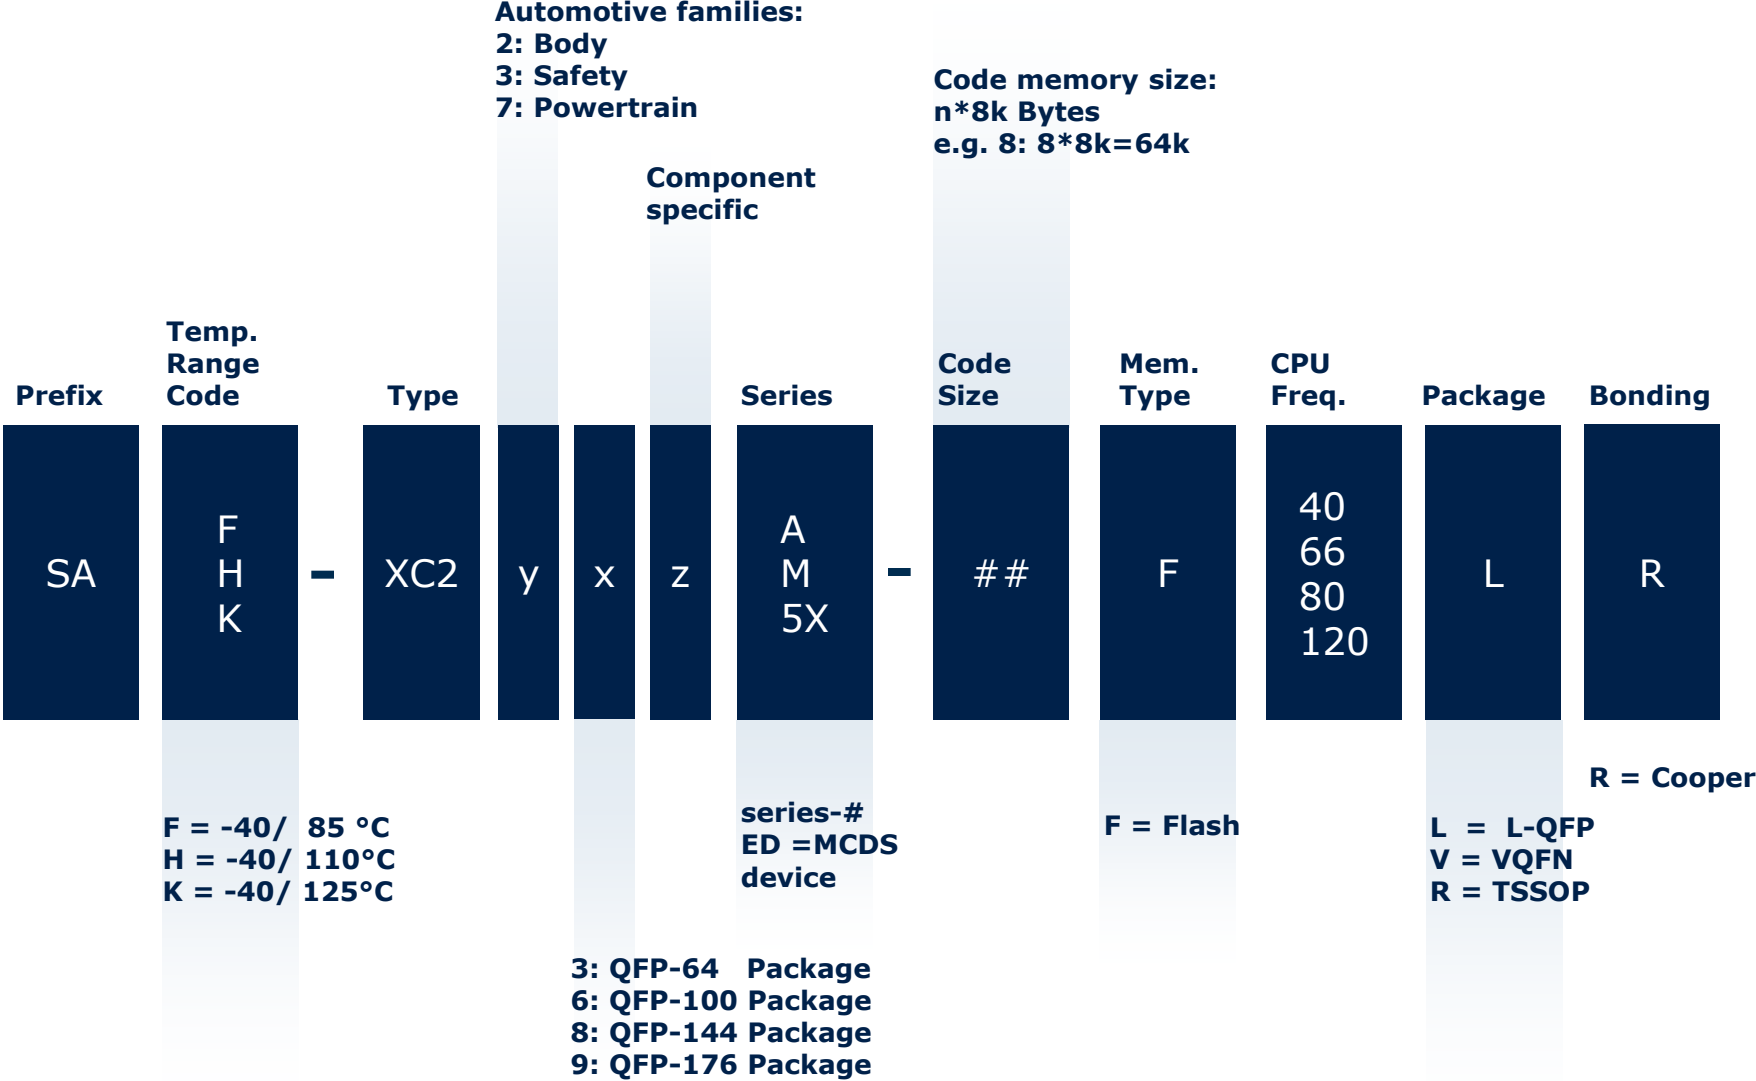 Automotive families:
2: Body
3: Safety
7: Powertrain
Code memory size:
n*8k Bytes
e.g. 8: 8*8k=64k
Component
specific
Prefix
Temp.
Range
Code
Type
Series
Code
Size
Mem.
Type
CPU
Freq.
Package
Bonding
SA
F
H
K
-
XC2
y
x
z
A
M
5X
-
##
F
40
66
80
120
L
R
F = -40/ 85 °C
H = -40/ 110°C
K = -40/ 125°C
3: QFP-64 Package
6: QFP-100 Package
8: QFP-144 Package
9: QFP-176 Package
series-#
ED =MCDS
device
F = Flash
L = L-QFP
V = VQFN
R = TSSOP
R = Cooper